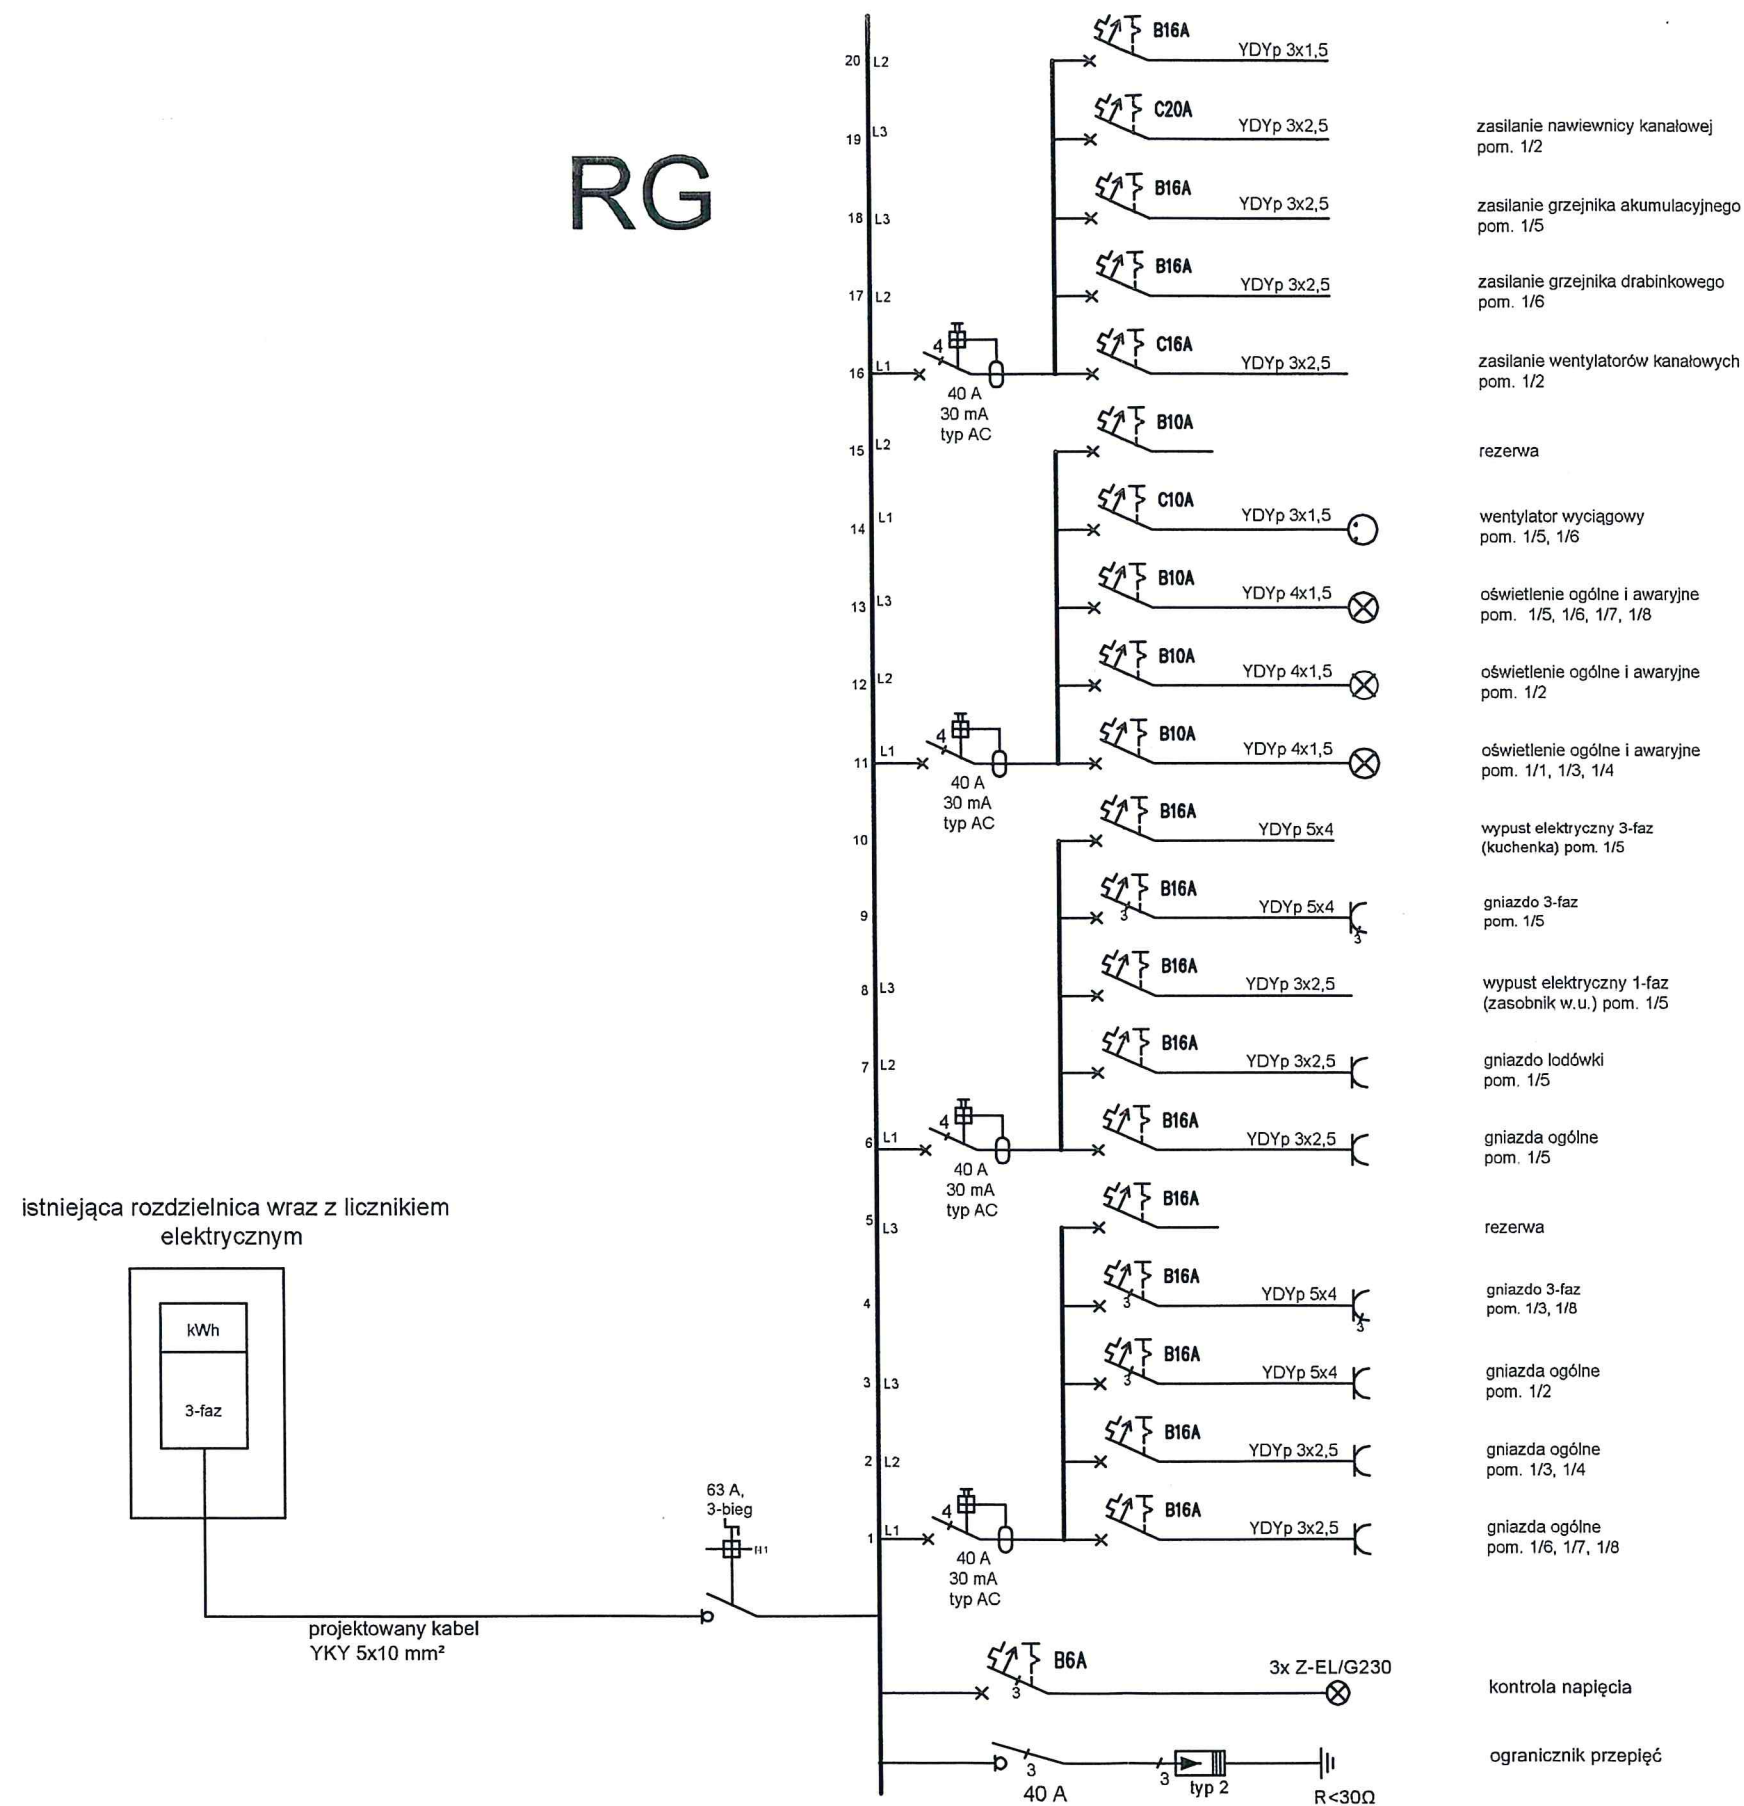 RG
20 L2 B16A YDYp 3x1,5
19 L3 C20A YDYp 3x2,5 zasilanie nawiewnicy kanałowej
pom. 1/2
18 L3 B16A YDYp 3x2,5 zasilanie grzejnika akumulacyjnego
pom. 1/5
17 L2 B16A YDYp 3x2,5 zasilanie grzejnika drabinkowego
pom. 1/6
16 L1 4 C16A YDYp 3x2,5 zasilanie wentylatorów kanałowych
pom. 1/2
40 A
30 mA
typ AC
15 L2 B10A rezerwa
14 L1 C10A YDYp 3x1,5 wentylator wyciągowy
pom. 1/5, 1/6
13 L3 B10A YDYp 4x1,5 oświetlenie ogólne i awaryjne
pom. 1/5, 1/6, 1/7, 1/8
12 L2 B10A YDYp 4x1,5 oświetlenie ogólne i awaryjne
pom. 1/2
11 L1 4 B10A YDYp 4x1,5 oświetlenie ogólne i awaryjne
pom. 1/1, 1/3, 1/4
40 A
30 mA
typ AC
10 B16A YDYp 5x4 wypust elektryczny 3-faz
(kuchenka) pom. 1/5
9 B16A 3 YDYp 5x4 3 gniazdo 3-faz
pom. 1/5
8 L3 B16A YDYp 3x2,5 wypust elektryczny 1-faz
(zasobnik w.u.) pom. 1/5
7 L2 B16A YDYp 3x2,5 gniazdo lodówki
pom. 1/5
6 L1 4 B16A YDYp 3x2,5 gniazda ogólne
pom. 1/5
40 A
30 mA
typ AC
5 L3 B16A rezerwa
4 B16A 3 YDYp 5x4 3 gniazdo 3-faz
pom. 1/3, 1/8
3 L3 B16A 3 YDYp 5x4 gniazda ogólne
pom. 1/2
2 L2 B16A YDYp 3x2,5 gniazda ogólne
pom. 1/3, 1/4
1 L1 4 B16A YDYp 3x2,5 gniazda ogólne
pom. 1/6, 1/7, 1/8
40 A
30 mA
typ AC
istniejąca rozdzielnica wraz z licznikiem
elektrycznym
kWh
3-faz
63 A,
3-bieg
projektowany kabel
YKY 5x10 mm²
B6A 3 3x Z-EL/G230 kontrola napięcia
3 40 A 3 typ 2 R<30Ω ogranicznik przepięć